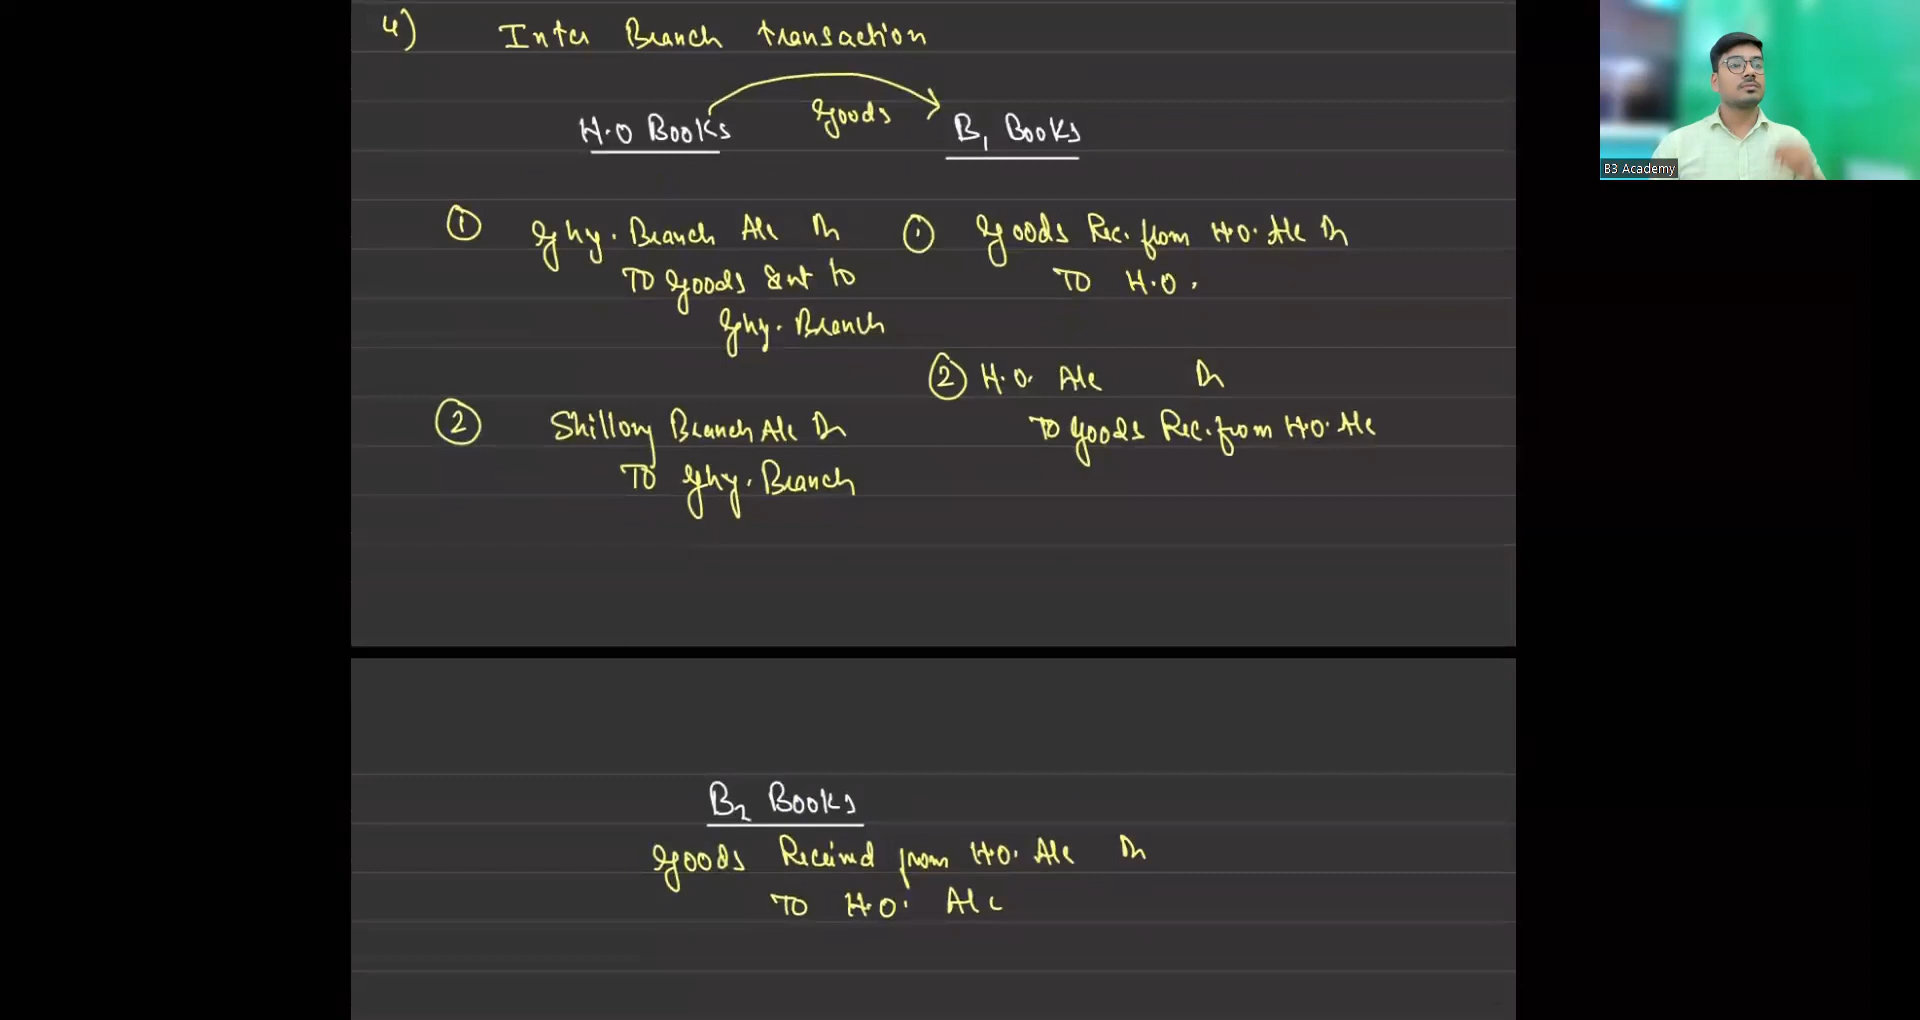 4) Inter Branch transaction
goods
H.O Books
B1 Books
① Ghy. Branch A/c Dr
To Goods Sent to
Ghy. Branch
① Goods Rec. from H.O. A/c Dr
To H.O.
② H.O. A/c Dr
To Goods Rec. from H.O. A/c
② Shillong Branch A/c Dr
To Ghy. Branch
B2 Books
Goods Received from H.O. A/c Dr
To H.O. A/c
B3 Academy